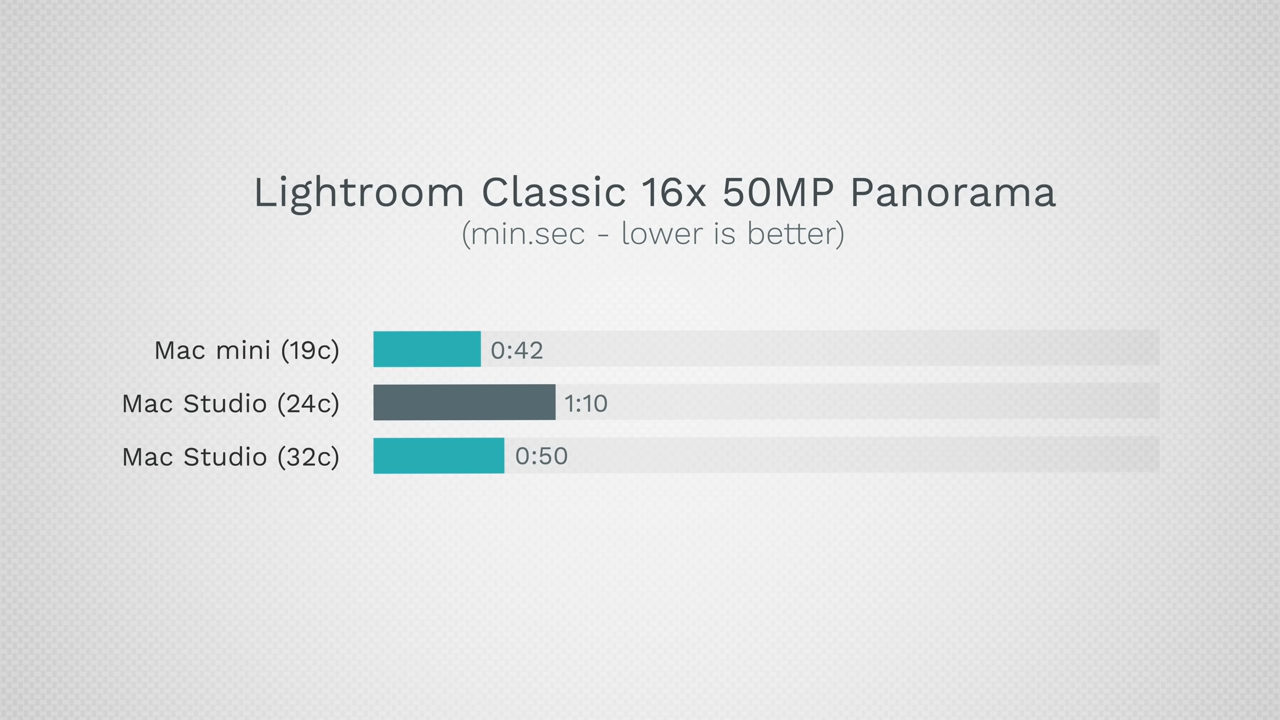 Lightroom Classic 16x 50MP Panorama
(min.sec - lower is better)
Mac mini (19c) 0:42
Mac Studio (24c) 1:10
Mac Studio (32c) 0:50